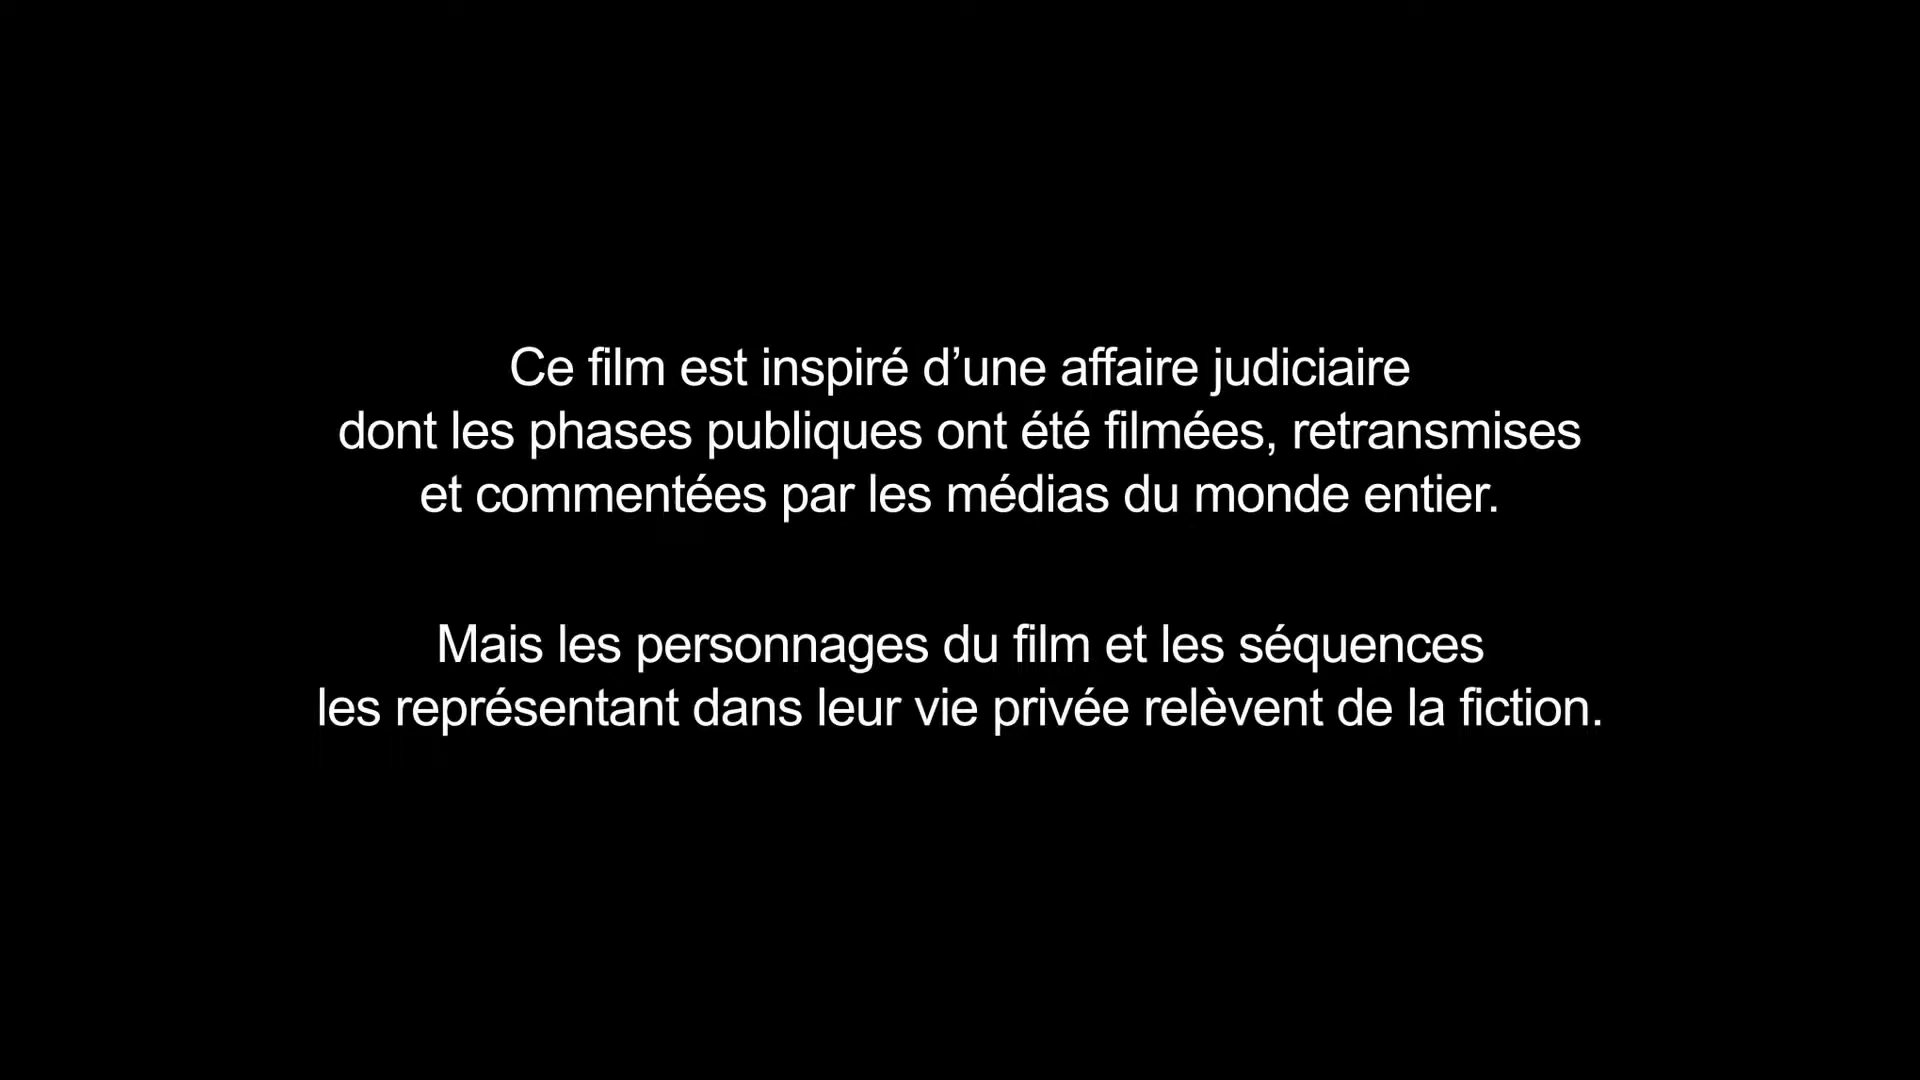 Ce film est inspiré d’une affaire judiciaire
dont les phases publiques ont été filmées, retransmises
et commentées par les médias du monde entier.
Mais les personnages du film et les séquences
les représentant dans leur vie privée relèvent de la fiction.